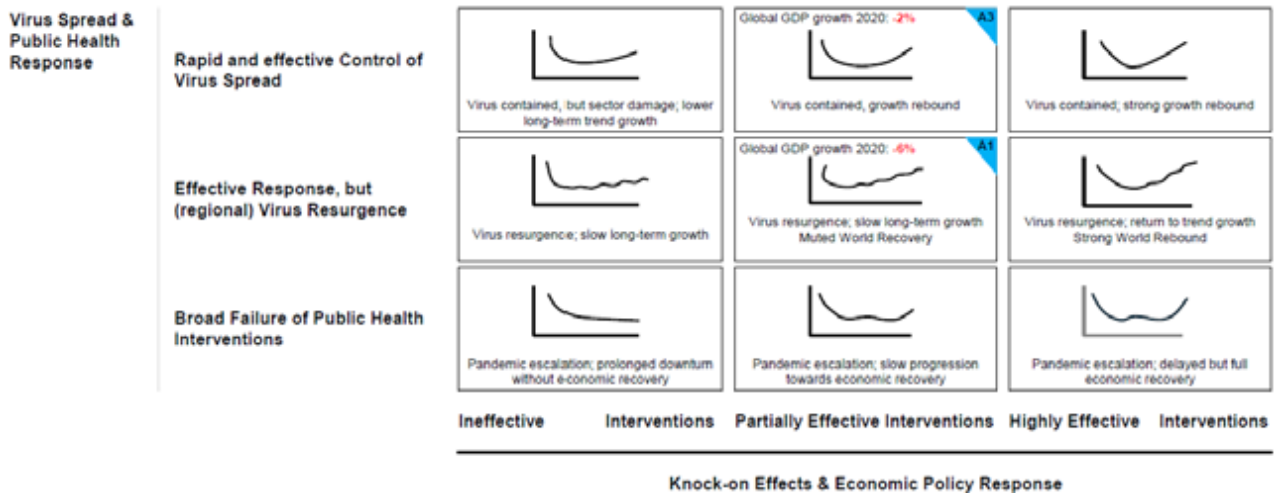 Virus Spread &
Public Health
Response
Rapid and effective Control of
Virus Spread
Virus contained, but sector damage; lower
long-term trend growth
Global GDP growth 2020: -2%
A3
Virus contained, growth rebound
Virus contained; strong growth rebound
Effective Response, but
(regional) Virus Resurgence
Virus resurgence; slow long-term growth
Global GDP growth 2020: -6%
A1
Virus resurgence; slow long-term growth
Muted World Recovery
Virus resurgence; return to trend growth
Strong World Rebound
Broad Failure of Public Health
Interventions
Pandemic escalation; prolonged downturn
without economic recovery
Pandemic escalation; slow progression
towards economic recovery
Pandemic escalation; delayed but full
economic recovery
Ineffective Interventions
Partially Effective Interventions
Highly Effective Interventions
Knock-on Effects & Economic Policy Response